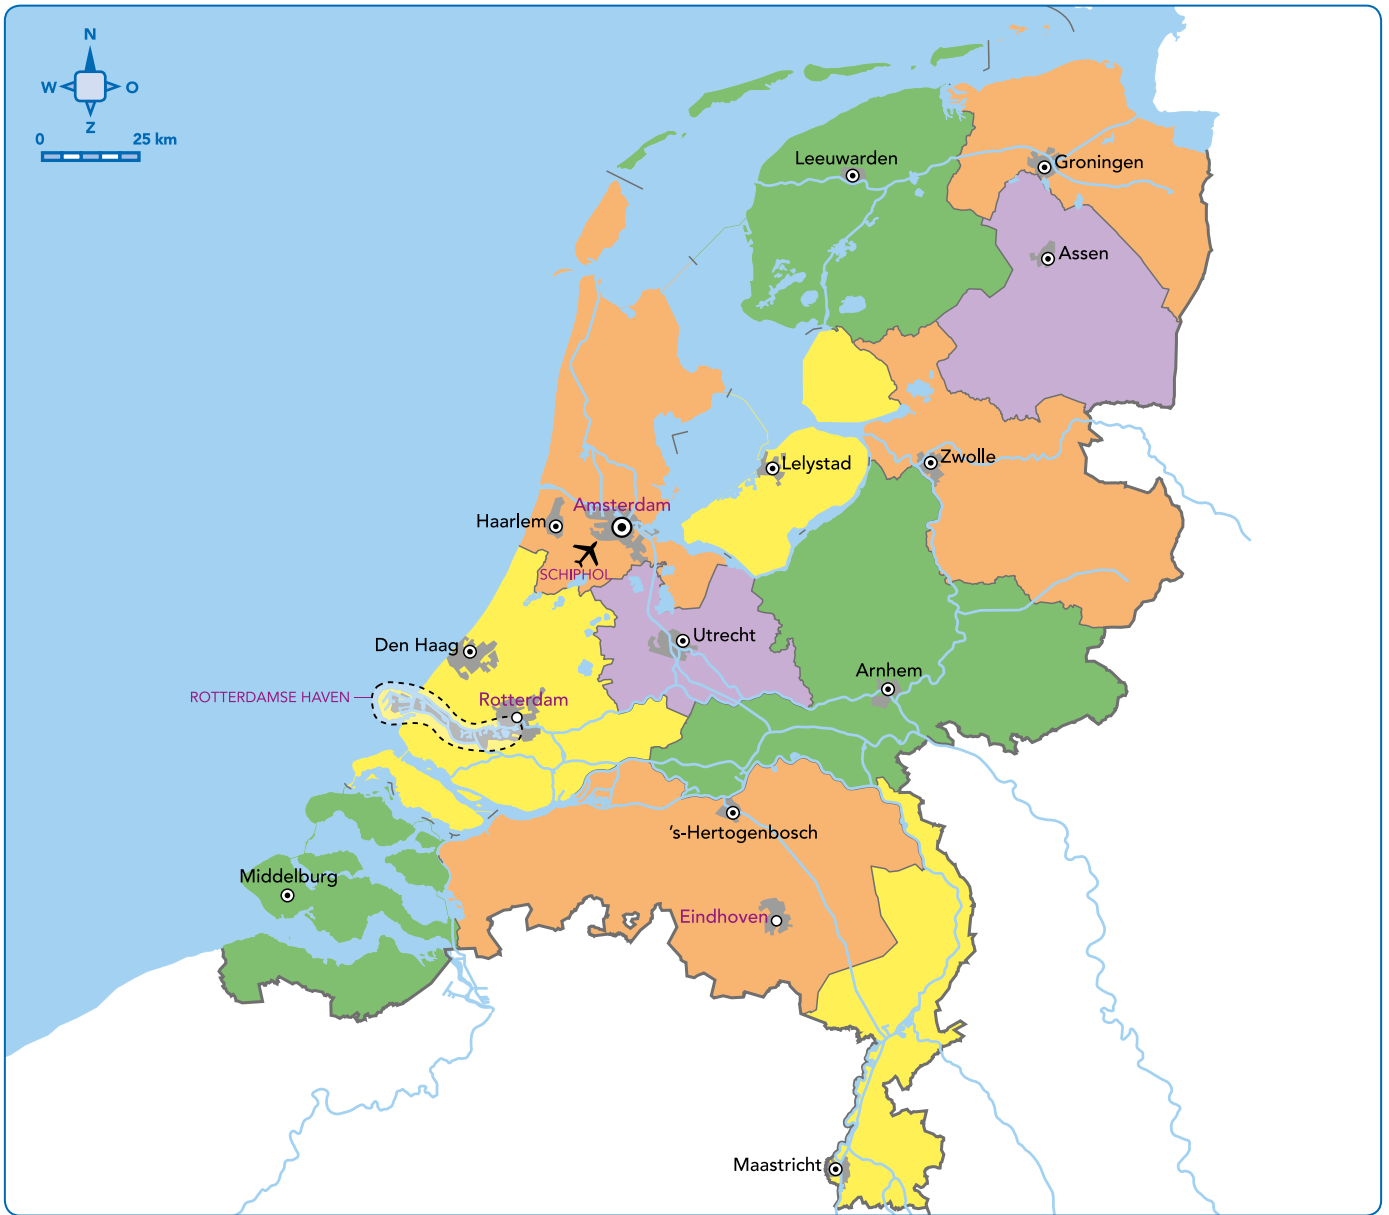 N
W O
Z
0 25 km
Leeuwarden
Groningen
Assen
Lelystad
Zwolle
Amsterdam
Haarlem
SCHIPHOL
Den Haag
Utrecht
Arnhem
ROTTERDAMSE HAVEN
Rotterdam
's-Hertogenbosch
Middelburg
Eindhoven
Maastricht